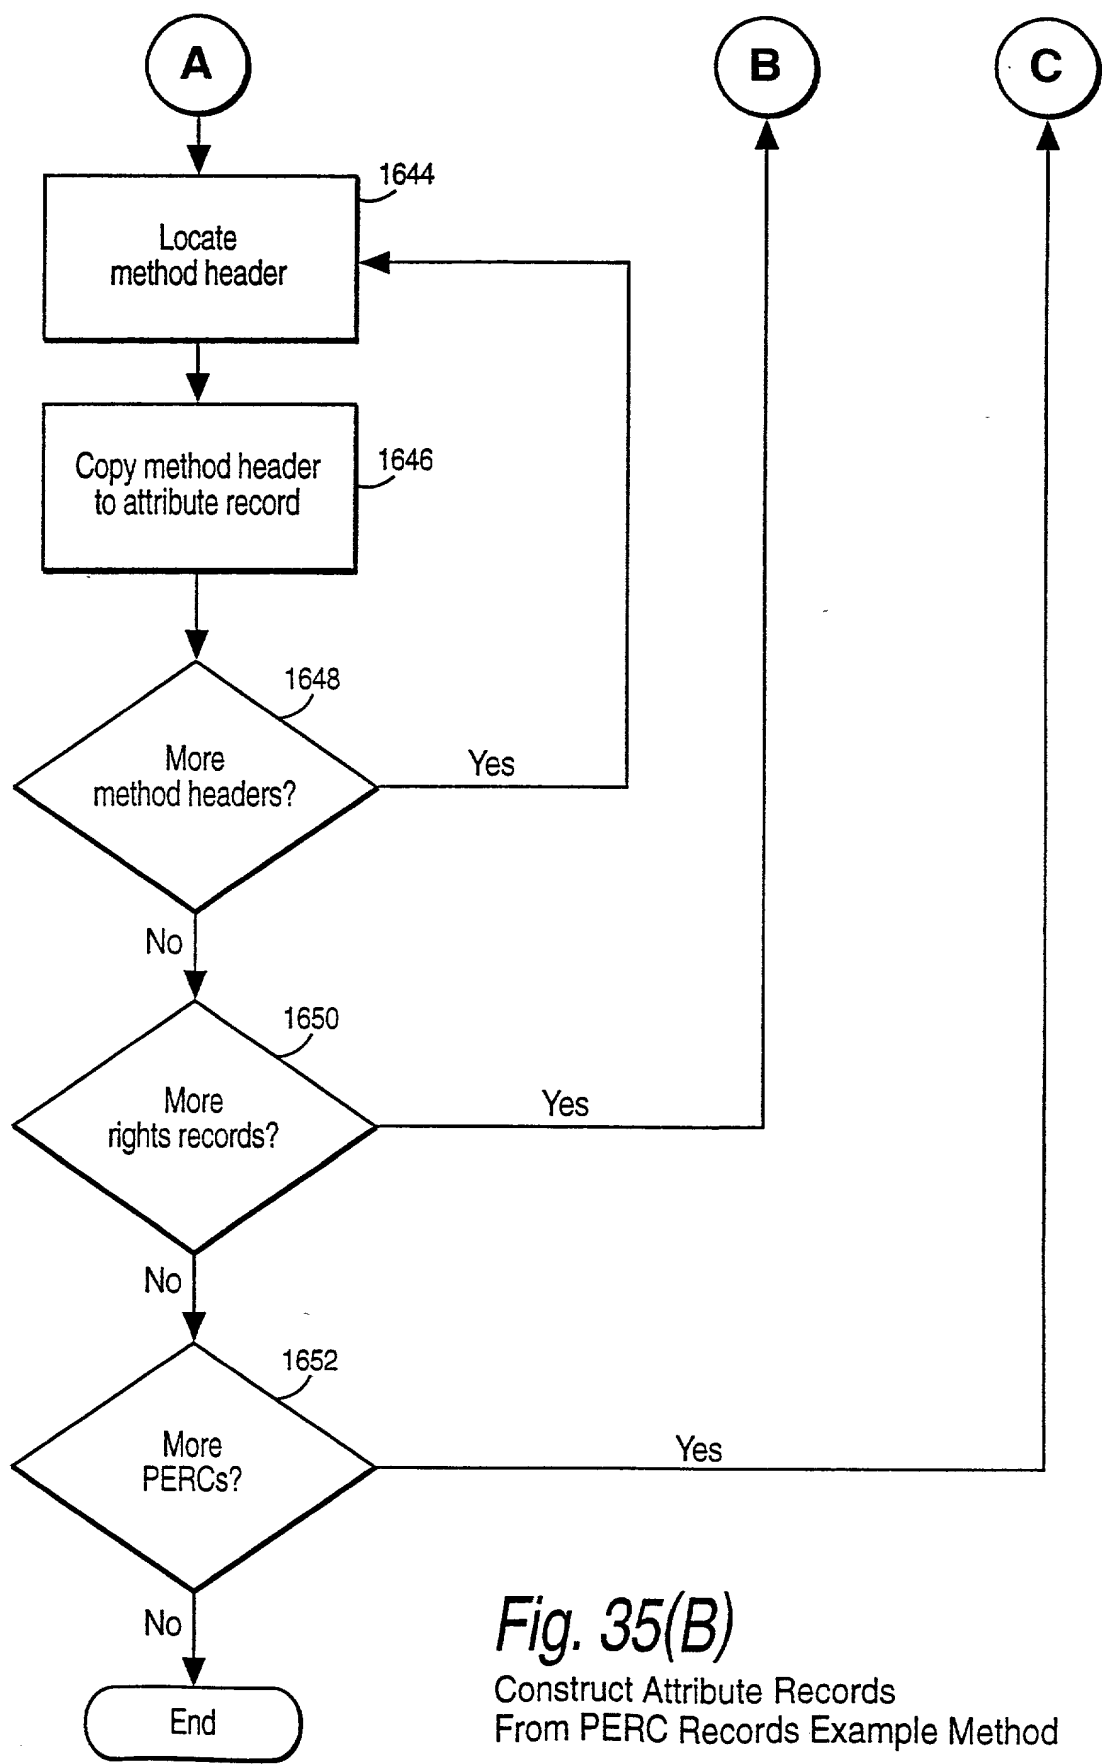 A
B
C
1644
Locate
method header
Copy method header
to attribute record
1646
1648
More
method headers?
Yes
No
1650
More
rights records?
Yes
No
1652
More
PERCs?
Yes
No
End
Fig. 35(B)
Construct Attribute Records
From PERC Records Example Method